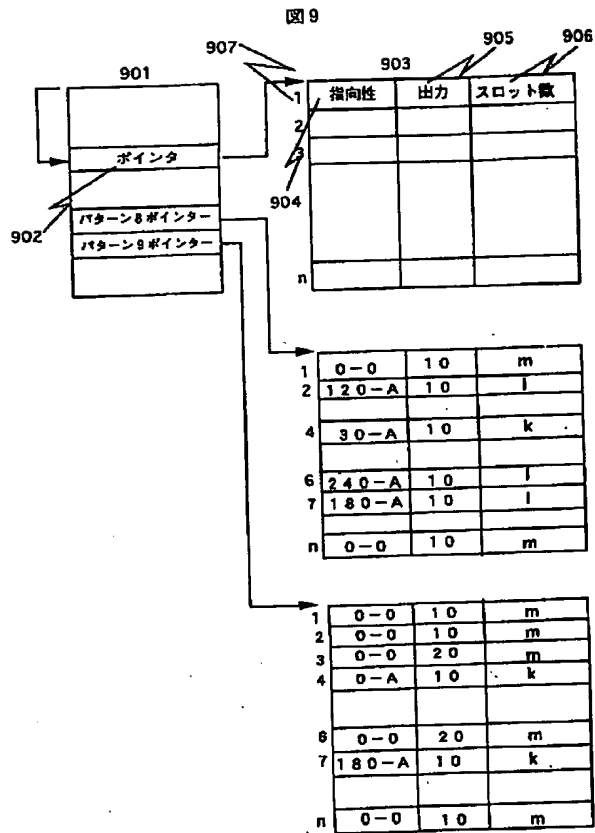 図9
907
905
906
901
903
指向性 出力 スロット数
1
2
3
ポインタ
904
902
パターン8ポインター
パターン9ポインター
n
1 0-0 10 m
2 120-A 10 l
4 30-A 10 k
6 240-A 10 l
7 180-A 10 l
n 0-0 10 m
1 0-0 10 m
2 0-0 10 m
3 0-0 20 m
4 0-A 10 k
6 0-0 20 m
7 180-A 10 k
n 0-0 10 m